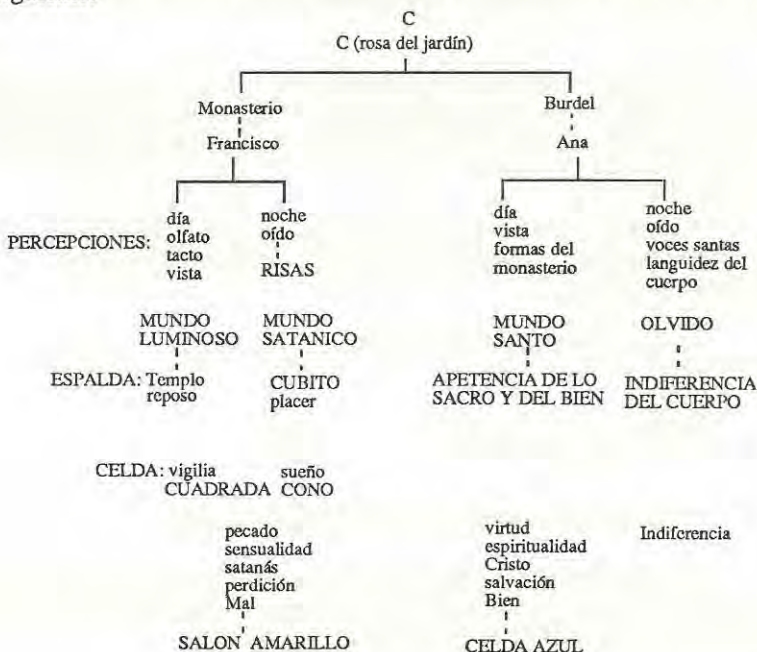 C
C (rosa del jardín)
Monasterio
Francisco
Burdel
Ana
PERCEPCIONES:
día
olfato
tacto
vista
noche
oído
RISAS
día
vista
formas del
monasterio
noche
oído
voces santas
languidez del
cuerpo
MUNDO
LUMINOSO
MUNDO
SATANICO
MUNDO
SANTO
OLVIDO
ESPALDA: Templo
reposo
CUBITO
placer
APETENCIA DE LO
SACRO Y DEL BIEN
INDIFERENCIA
DEL CUERPO
CELDA: vigilia sueño
CUADRADA CONO
pecado
sensualidad
satanás
perdición
Mal
SALON AMARILLO
virtud
espiritualidad
Cristo
salvación
Bien
CELDA AZUL
Indiferencia